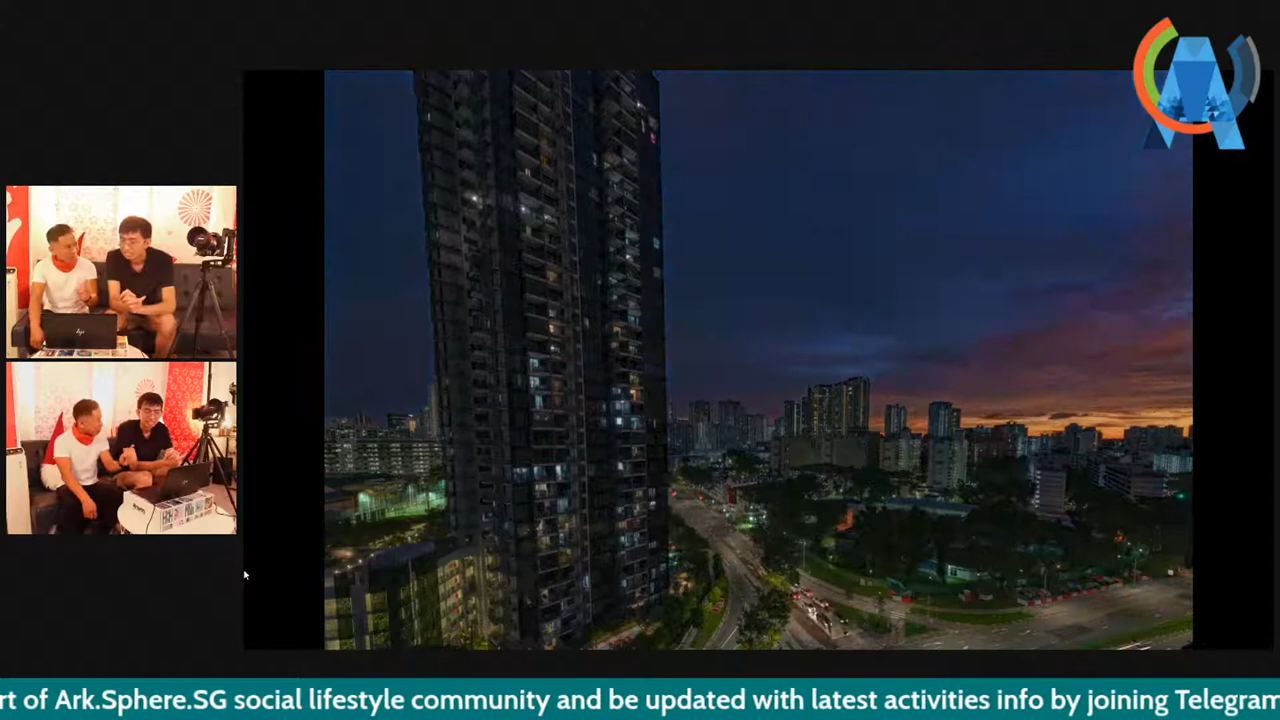 rt of Ark.Sphere.SG social lifestyle community and be updated with latest activities info by joining Telegram